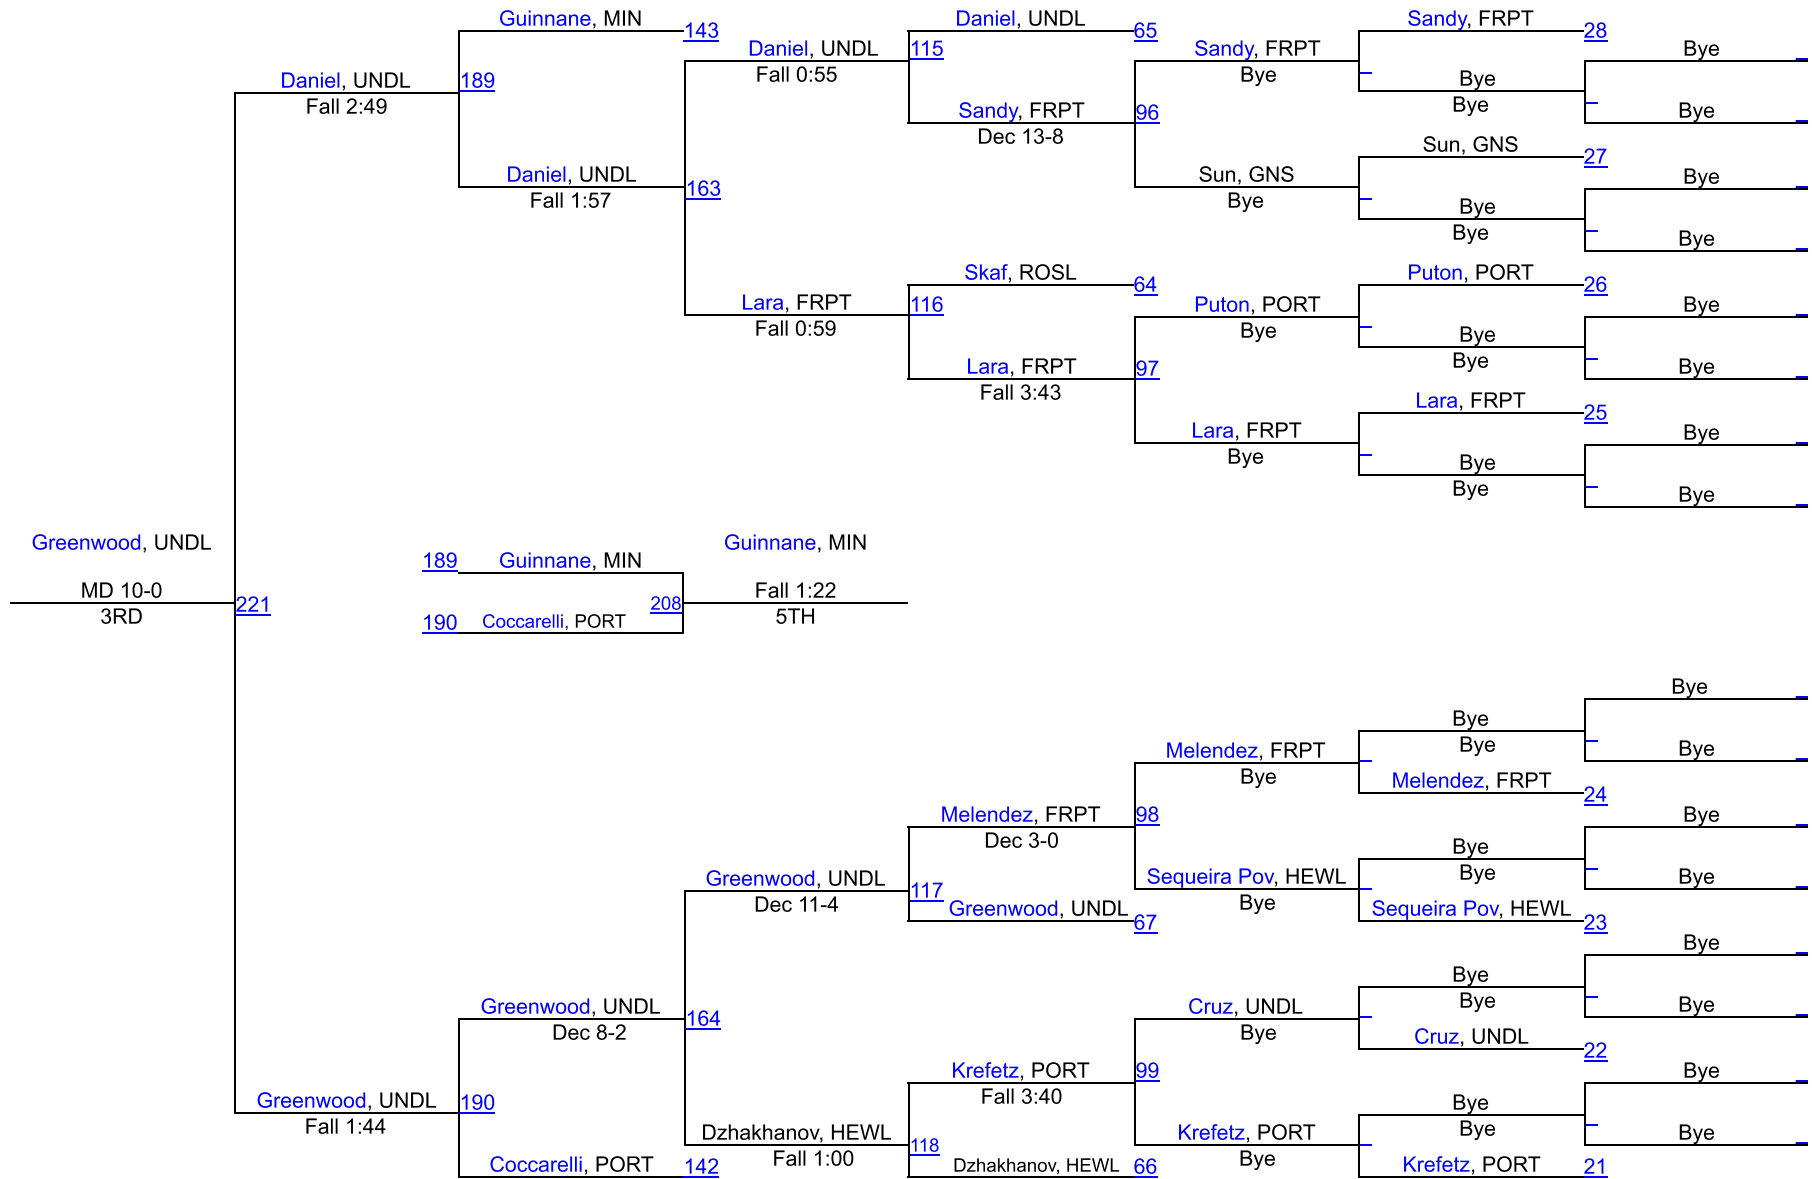 Guinnane, MIN
143
Daniel, UNDL
189
Fall 2:49
Daniel, UNDL
Fall 1:57
163
Daniel, UNDL
Fall 0:55
115
Daniel, UNDL
65
Sandy, FRPT
Dec 13-8
96
Sandy, FRPT
Bye
Sandy, FRPT
28
Bye
Bye
Bye
Bye
Sun, GNS
Bye
Sun, GNS
27
Bye
Bye
Bye
Bye
Lara, FRPT
Fall 0:59
116
Skaf, ROSL
64
Lara, FRPT
Fall 3:43
97
Puton, PORT
Bye
Puton, PORT
26
Bye
Bye
Bye
Bye
Lara, FRPT
Bye
Lara, FRPT
25
Bye
Bye
Bye
Bye
Greenwood, UNDL
MD 10-0
3RD
221
189
Guinnane, MIN
190
Coccarelli, PORT
208
Guinnane, MIN
Fall 1:22
5TH
Bye
Bye
Bye
Bye
Melendez, FRPT
Bye
Melendez, FRPT
24
Melendez, FRPT
Dec 3-0
98
Sequeira Pov, HEWL
Bye
Bye
Bye
Bye
Bye
Sequeira Pov, HEWL
23
Greenwood, UNDL
Dec 11-4
117
Greenwood, UNDL
67
Greenwood, UNDL
Dec 8-2
164
Cruz, UNDL
Bye
Bye
Bye
Bye
Bye
Cruz, UNDL
22
Krefetz, PORT
Fall 3:40
99
Krefetz, PORT
Bye
Bye
Bye
Bye
Bye
Krefetz, PORT
21
Greenwood, UNDL
Fall 1:44
190
Coccarelli, PORT
142
Dzhakhanov, HEWL
Fall 1:00
118
Dzhakhanov, HEWL
66